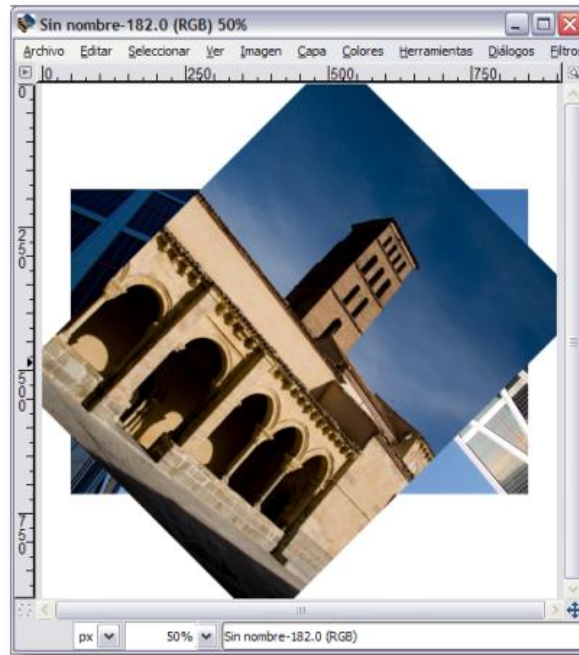 Sin nombre-182.0 (RGB) 50%
Archivo Editar Seleccionar Ver Imagen Capa Colores Herramientas Diálogos Filtros
0 250 500 750
0
250
500
750
px 50% Sin nombre-182.0 (RGB)